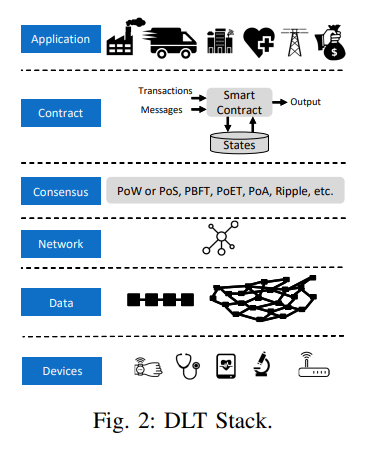 Application
$
Contract
Transactions
Messages
Smart
Contract
Output
States
Consensus
PoW or PoS, PBFT, PoET, PoA, Ripple, etc.
Network
Data
Devices
Fig. 2: DLT Stack.